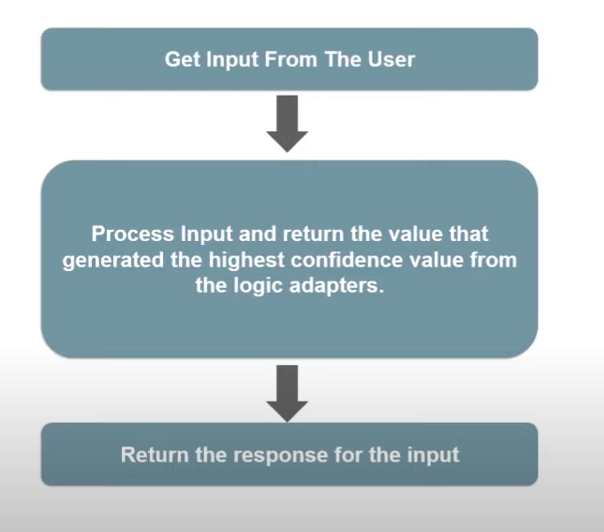 Get Input From The User
Process Input and return the value that
generated the highest confidence value from
the logic adapters.
Return the response for the input